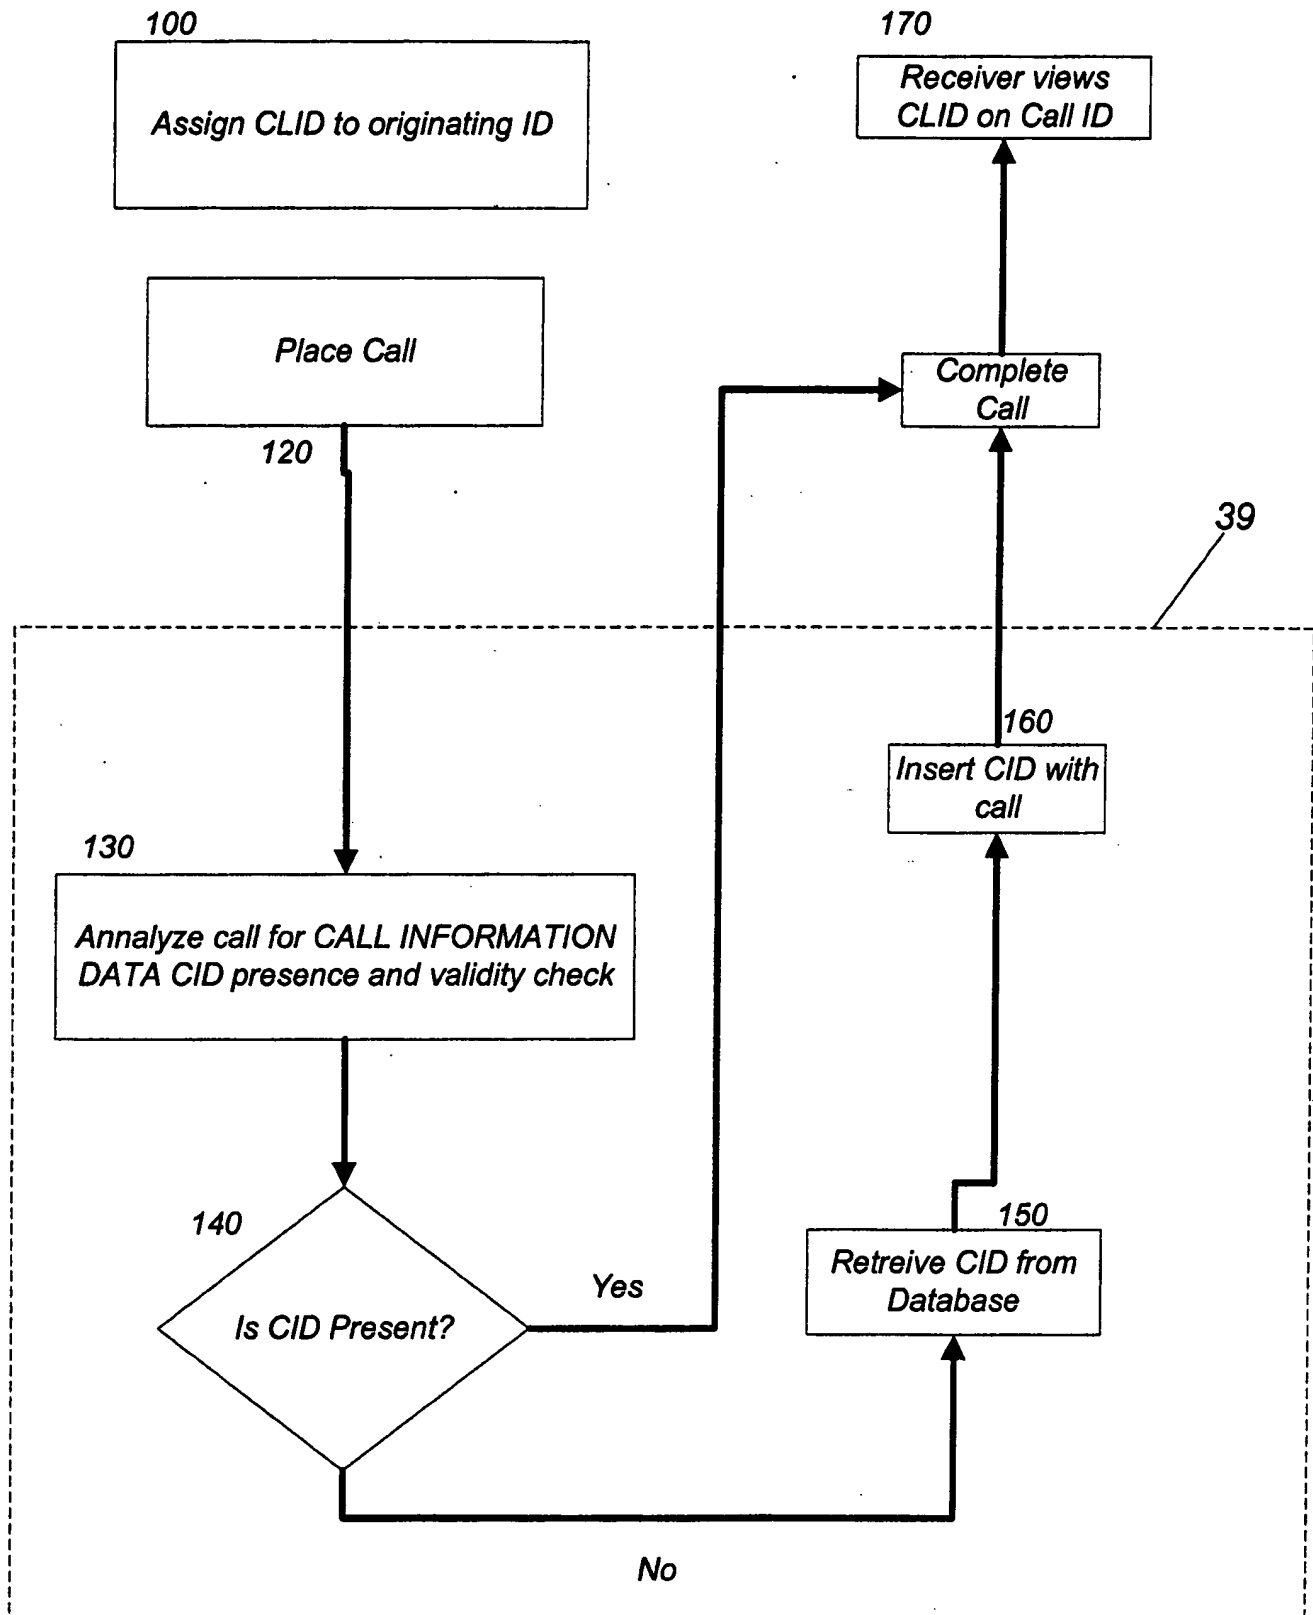 100
Assign CLID to originating ID
Place Call
120
130
Annalyze call for CALL INFORMATION
DATA CID presence and validity check
140
Is CID Present?
Yes
No
150
Retreive CID from
Database
160
Insert CID with
call
39
Complete
Call
170
Receiver views
CLID on Call ID